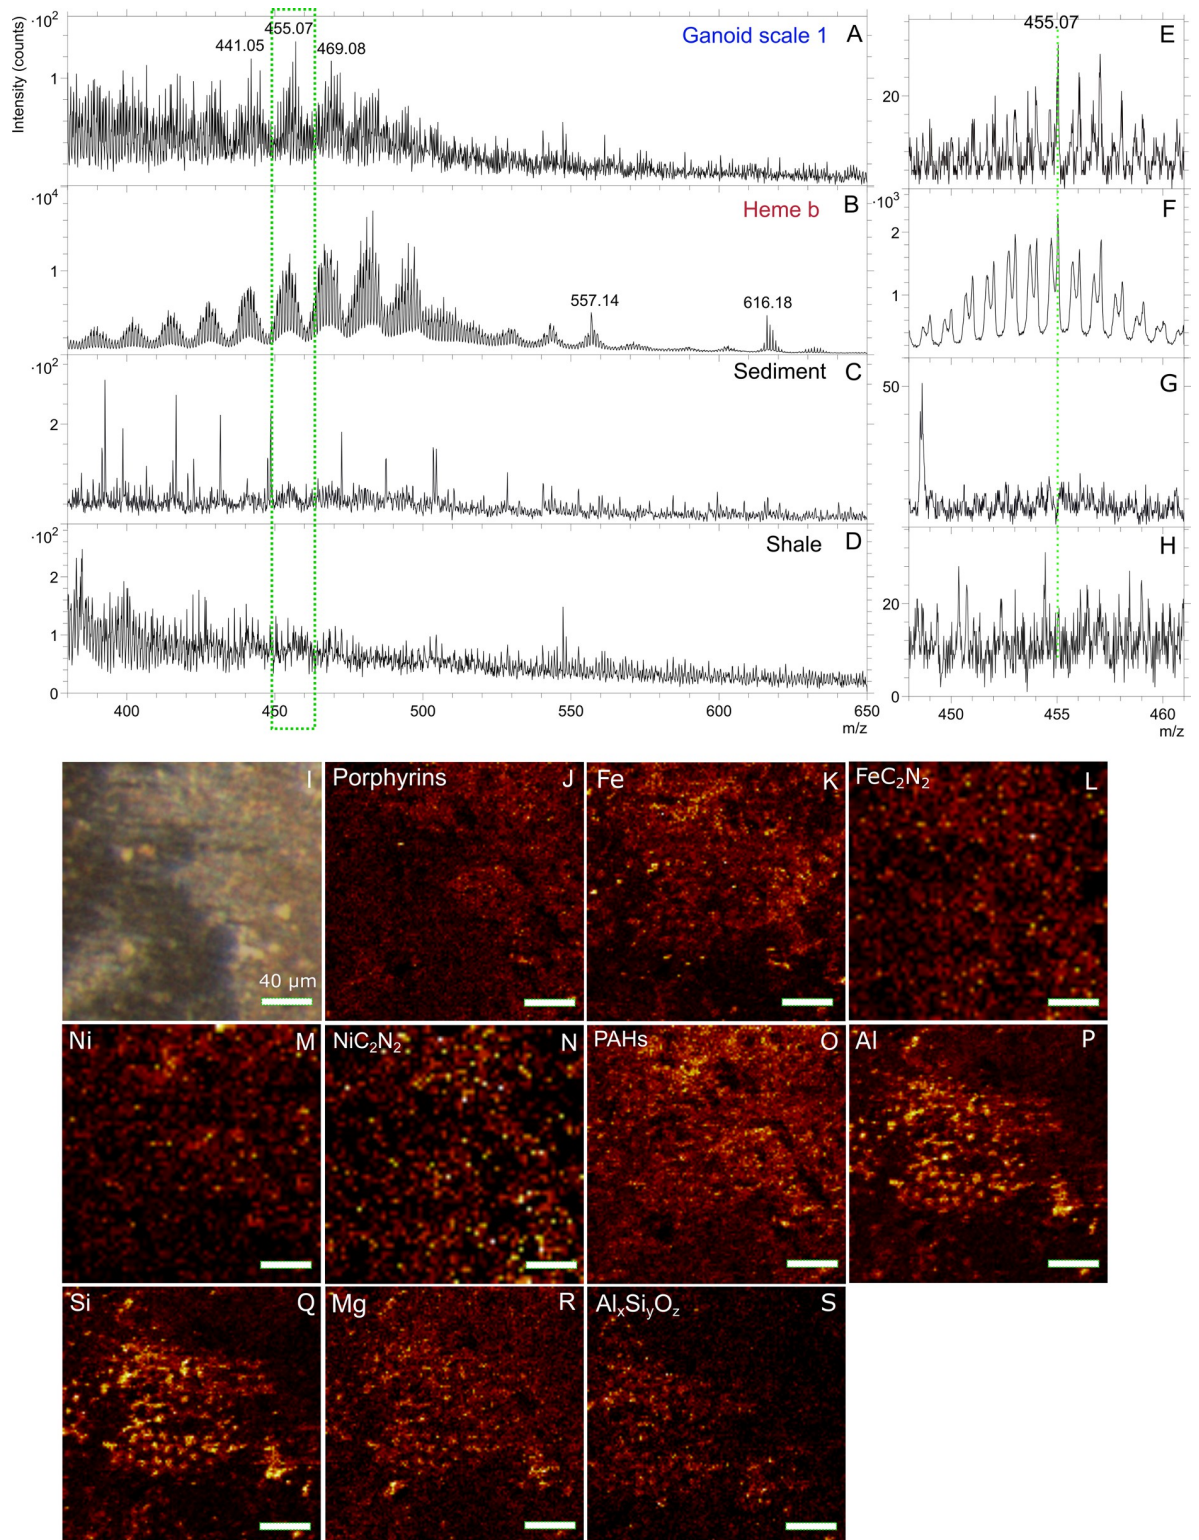 ·10²
455.07
441.05
469.08
Ganoid scale 1
A
Intensity (counts)
1
·10⁴
Heme b
B
1
557.14
616.18
·10²
Sediment
C
2
·10²
Shale
D
2
1
0
400
450
500
550
600
650
m/z
455.07
E
20
·10³
F
2
1
G
50
H
20
0
450
455
460
m/z
I
40 µm
Porphyrins
J
Fe
K
FeC₂N₂
L
Ni
M
NiC₂N₂
N
PAHs
O
Al
P
Si
Q
Mg
R
AlₓSiᵧO₂
S